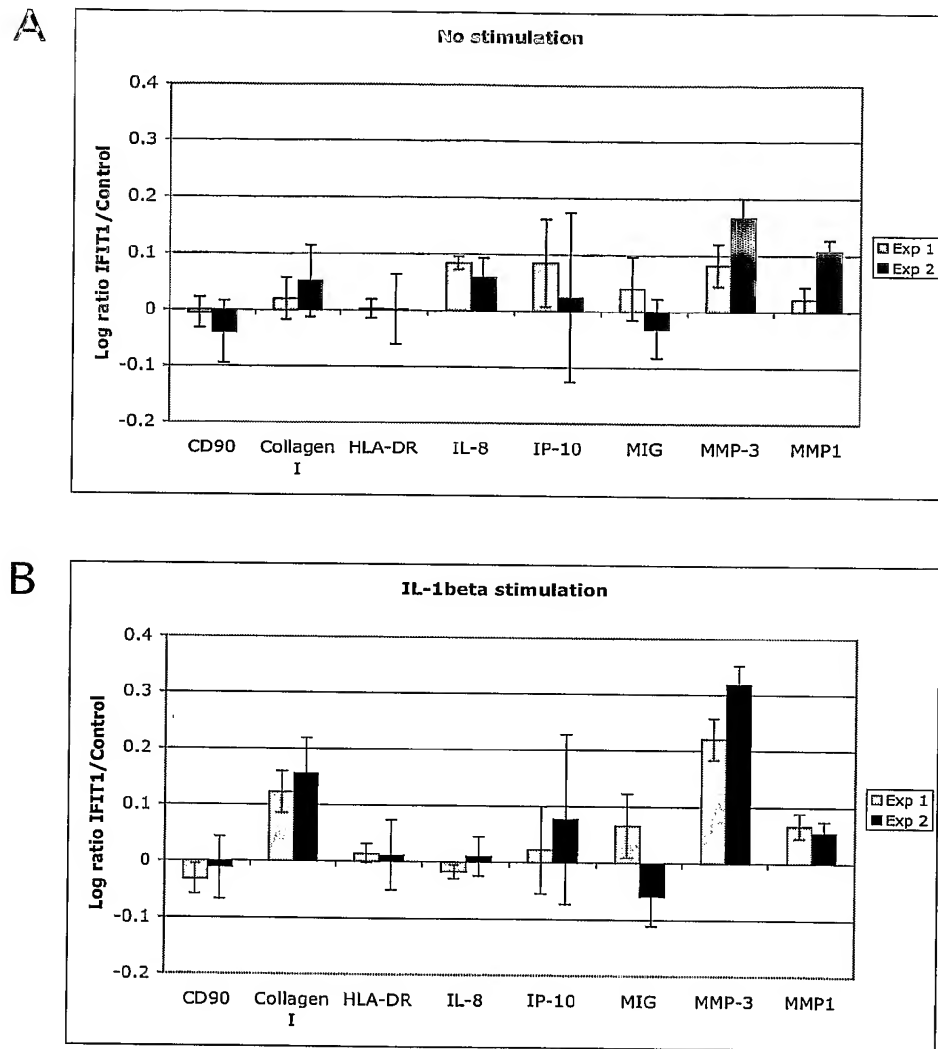 A
No stimulation
Log ratio IFIT1/Control
0.4
0.3
0.2
0.1
0
-0.1
-0.2
CD90
Collagen
I
HLA-DR
IL-8
IP-10
MIG
MMP-3
MMP1
Exp 1
Exp 2
B
IL-1beta stimulation
Log ratio IFIT1/Control
0.4
0.3
0.2
0.1
0
-0.1
-0.2
CD90
Collagen
I
HLA-DR
IL-8
IP-10
MIG
MMP-3
MMP1
Exp 1
Exp 2